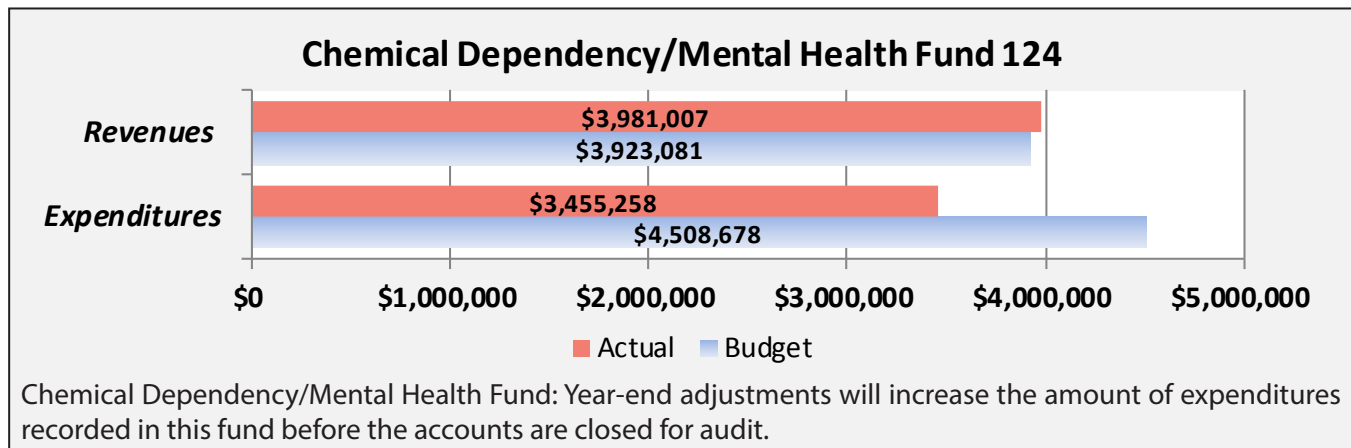 Chemical Dependency/Mental Health Fund 124
Revenues
$3,981,007
$3,923,081
Expenditures
$3,455,258
$4,508,678
$0 $1,000,000 $2,000,000 $3,000,000 $4,000,000 $5,000,000
Actual Budget
Chemical Dependency/Mental Health Fund: Year-end adjustments will increase the amount of expenditures
recorded in this fund before the accounts are closed for audit.